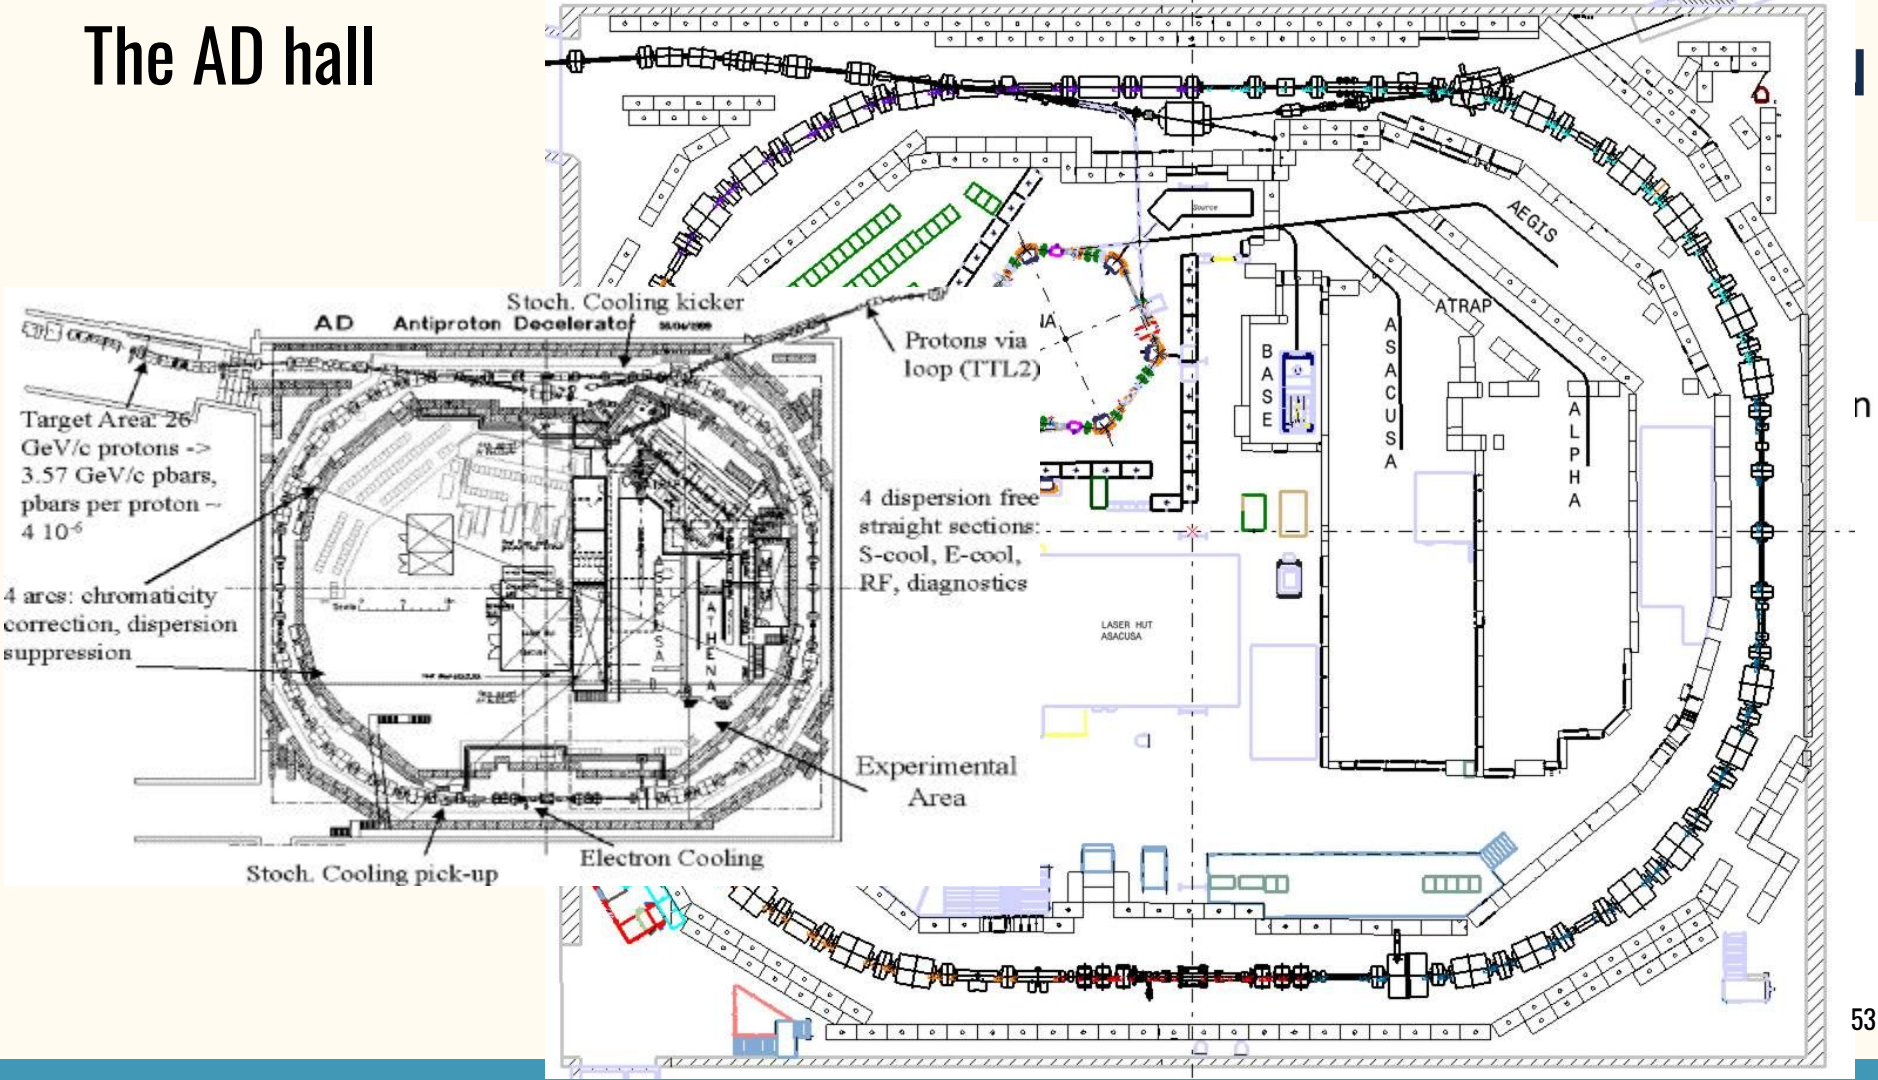 The AD hall
Source
AEGIS
ATRAP
ASACUSA
BASE
ALPHA
NA
LASER HUT
ASACUSA
n
Stoch. Cooling kicker
AD Antiproton Decelerator
Protons via
loop (TTL2)
Target Area: 26
GeV/c protons ->
3.57 GeV/c pbars,
pbars per proton ~
4 10⁻⁶
4 dispersion free
straight sections:
S-cool, E-cool,
RF, diagnostics
4 arcs: chromaticity
correction, dispersion
suppression
ASACUSA
ATHENA
Experimental
Area
Electron Cooling
Stoch. Cooling pick-up
53